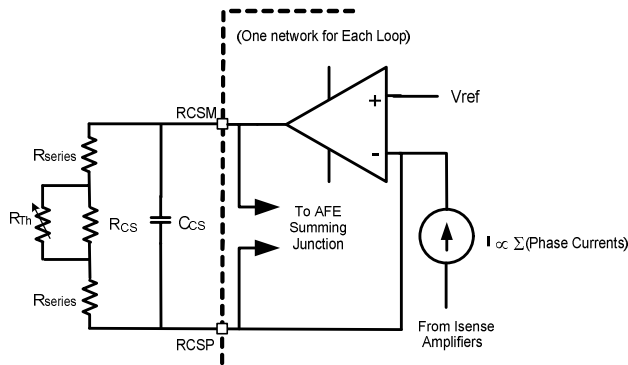 (One network for Each Loop)
RCSM
+
Vref
-
Rseries
RTh
RCS
CCS
To AFE
Summing
Junction
I ∝ Σ(Phase Currents)
Rseries
From Isense
Amplifiers
RCSP